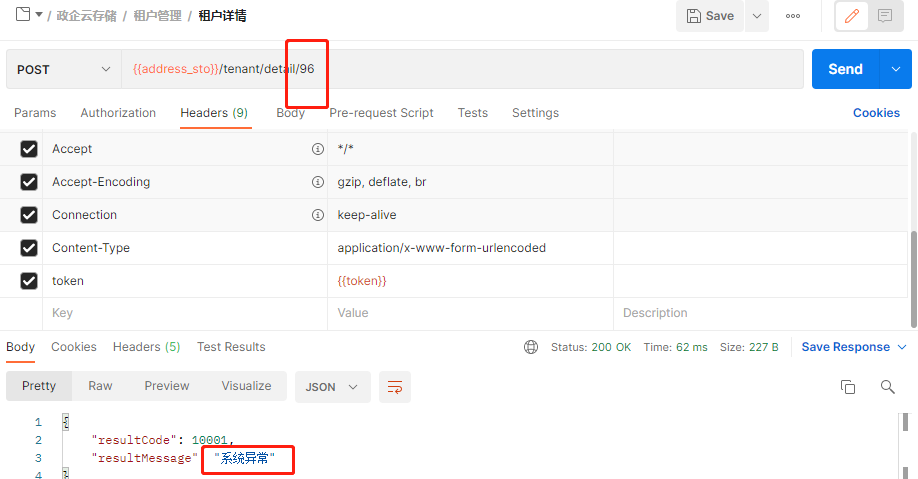 / 政企云存储 / 租户管理 / 租户详情
Save
POST
{{address_sto}}/tenant/detail/96
Send
Params Authorization Headers (9) Body Pre-request Script Tests Settings Cookies
Accept */*
Accept-Encoding gzip, deflate, br
Connection keep-alive
Content-Type application/x-www-form-urlencoded
token {{token}}
Key Value Description
Body Cookies Headers (5) Test Results Status: 200 OK Time: 62 ms Size: 227 B Save Response
Pretty Raw Preview Visualize JSON
1 {
2 "resultCode": 10001,
3 "resultMessage" "系统异常"
4 }